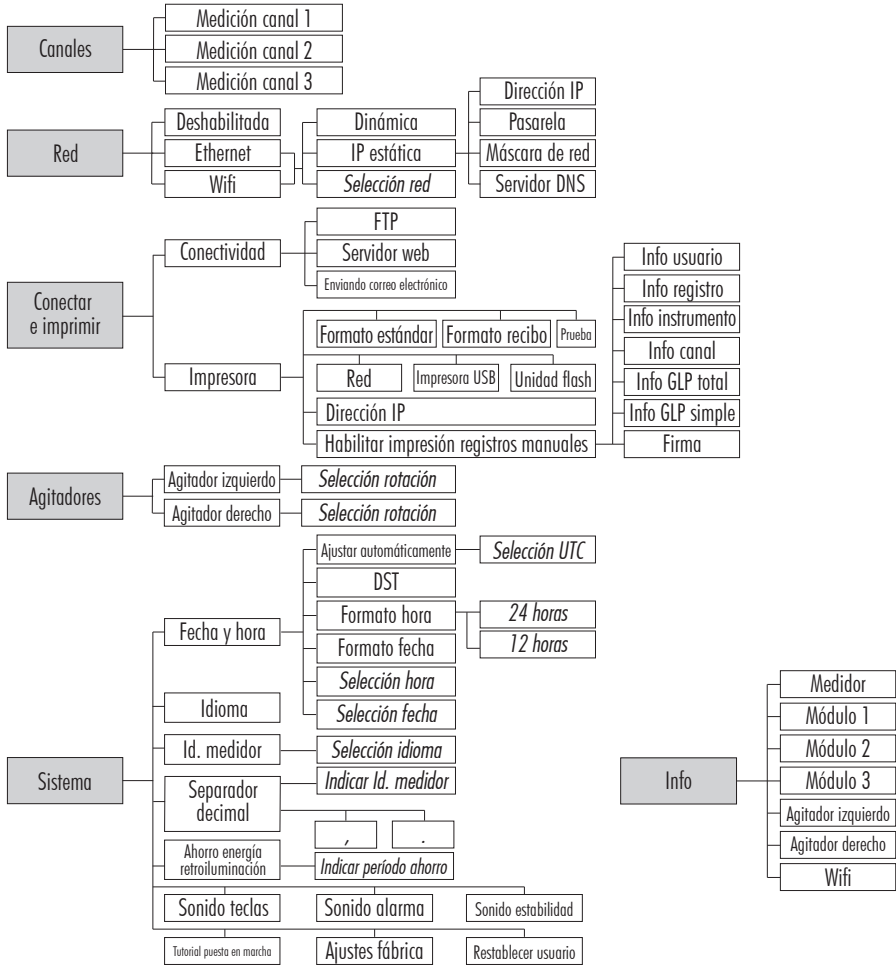 Canales
Medición canal 1
Medición canal 2
Medición canal 3
Red
Deshabilitada
Ethernet
Wifi
Dinámica
IP estática
Selección red
Dirección IP
Pasarela
Máscara de red
Servidor DNS
Conectar
e imprimir
Conectividad
FTP
Servidor web
Enviando correo electrónico
Impresora
Formato estándar
Formato recibo
Prueba
Red
Impresora USB
Unidad flash
Dirección IP
Habilitar impresión registros manuales
Info usuario
Info registro
Info instrumento
Info canal
Info GLP total
Info GLP simple
Firma
Agitadores
Agitador izquierdo
Selección rotación
Agitador derecho
Selección rotación
Sistema
Fecha y hora
Ajustar automáticamente
Selección UTC
DST
Formato hora
24 horas
12 horas
Formato fecha
Selección hora
Selección fecha
Idioma
Id. medidor
Selección idioma
Separador
decimal
Indicar Id. medidor
,
.
Ahorro energía
retroiluminación
Indicar período ahorro
Sonido teclas
Sonido alarma
Sonido estabilidad
Tutorial puesta en marcha
Ajustes fábrica
Restablecer usuario
Info
Medidor
Módulo 1
Módulo 2
Módulo 3
Agitador izquierdo
Agitador derecho
Wifi